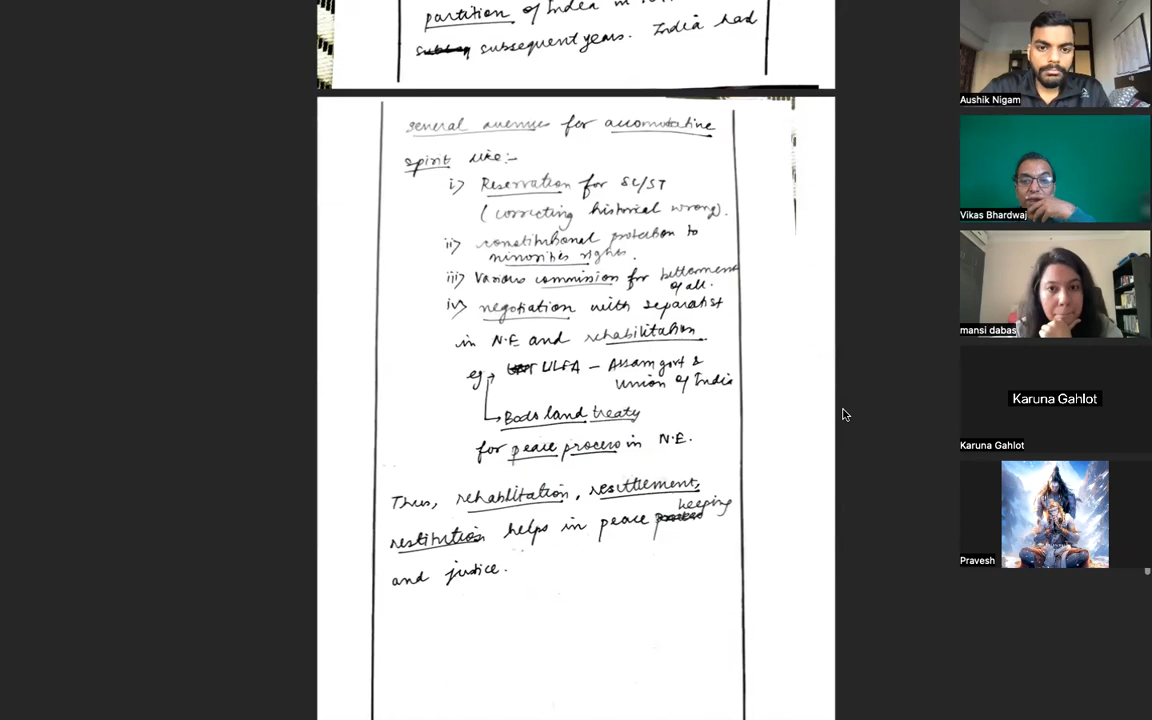 partition of India in
subsequent years. India had
general avenues for accomutative
spirit like:-
i) Reservation for SC/ST
(correcting historical wrong).
ii) constitutional protection to
minorities rights.
iii) Various commission for betterment
of all.
iv) negotiation with separatist
in N.E and rehabilitation.
eg → ULFA - Assam govt &
Union of India
Bodoland treaty
for peace process in N.E.
Thus, rehablitation, resettlement,
keeping
restitution helps in peace
and justice.
Aushik Nigam
Vikas Bhardwaj
mansi dabas
Karuna Gahlot
Karuna Gahlot
Pravesh